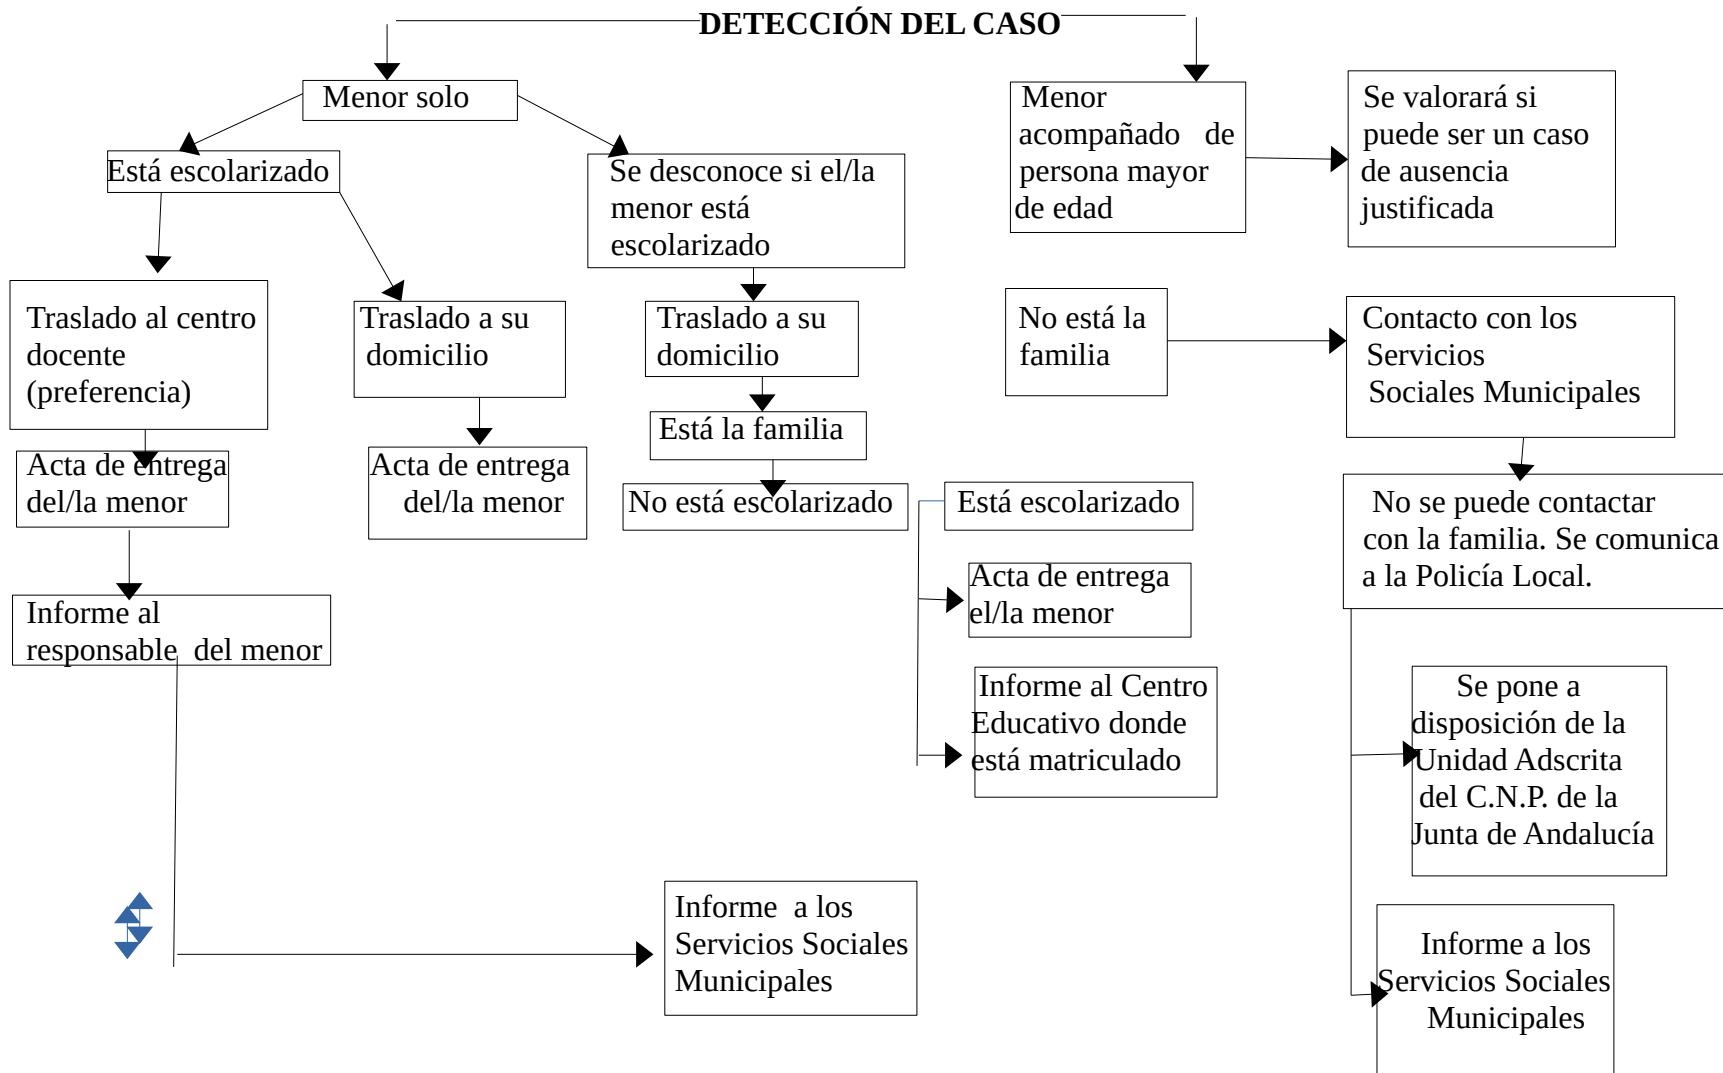 DETECCIÓN DEL CASO
Menor solo
Menor
acompañado de
persona mayor
de edad
Se valorará si
puede ser un caso
de ausencia
justificada
Está escolarizado
Se desconoce si el/la
menor está
escolarizado
Traslado al centro
docente
(preferencia)
Traslado a su
domicilio
Traslado a su
domicilio
No está la
familia
Contacto con los
Servicios
Sociales Municipales
Está la familia
Acta de entrega
del/la menor
Acta de entrega
del/la menor
No está escolarizado
Está escolarizado
No se puede contactar
con la familia. Se comunica
a la Policía Local.
Acta de entrega
el/la menor
Informe al
responsable del menor
Informe al Centro
Educativo donde
está matriculado
Se pone a
disposición de la
Unidad Adscrita
del C.N.P. de la
Junta de Andalucía
Informe a los
Servicios Sociales
Municipales
Informe a los
Servicios Sociales
Municipales